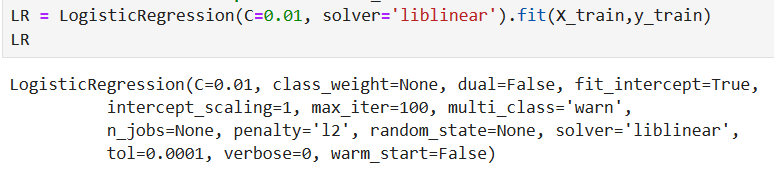 LR = LogisticRegression(C=0.01, solver='liblinear').fit(X_train,y_train)
LR
LogisticRegression(C=0.01, class_weight=None, dual=False, fit_intercept=True,
intercept_scaling=1, max_iter=100, multi_class='warn',
n_jobs=None, penalty='l2', random_state=None, solver='liblinear',
tol=0.0001, verbose=0, warm_start=False)